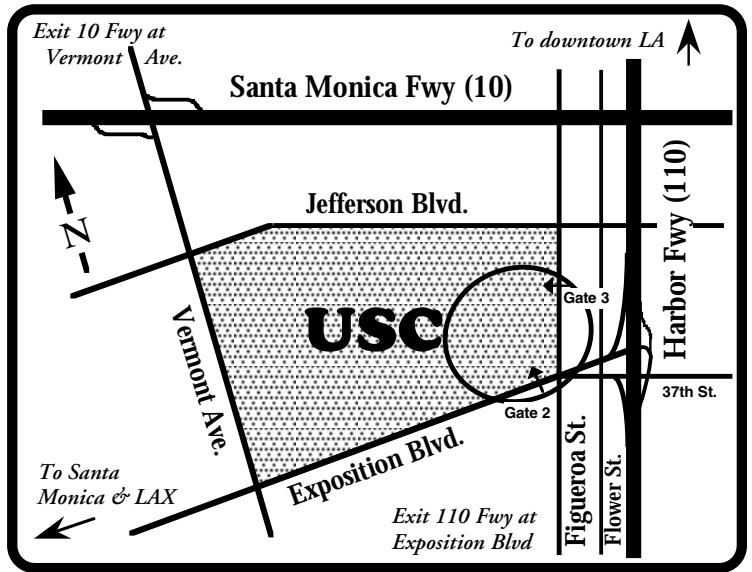 Exit 10 Fwy at
Vermont Ave.
To downtown LA
Santa Monica Fwy (10)
Harbor Fwy (110)
N
Jefferson Blvd.
Gate 3
USC
Vermont Ave.
37th St.
Gate 2
Exposition Blvd.
Figueroa St.
Flower St.
To Santa
Monica & LAX
Exit 110 Fwy at
Exposition Blvd